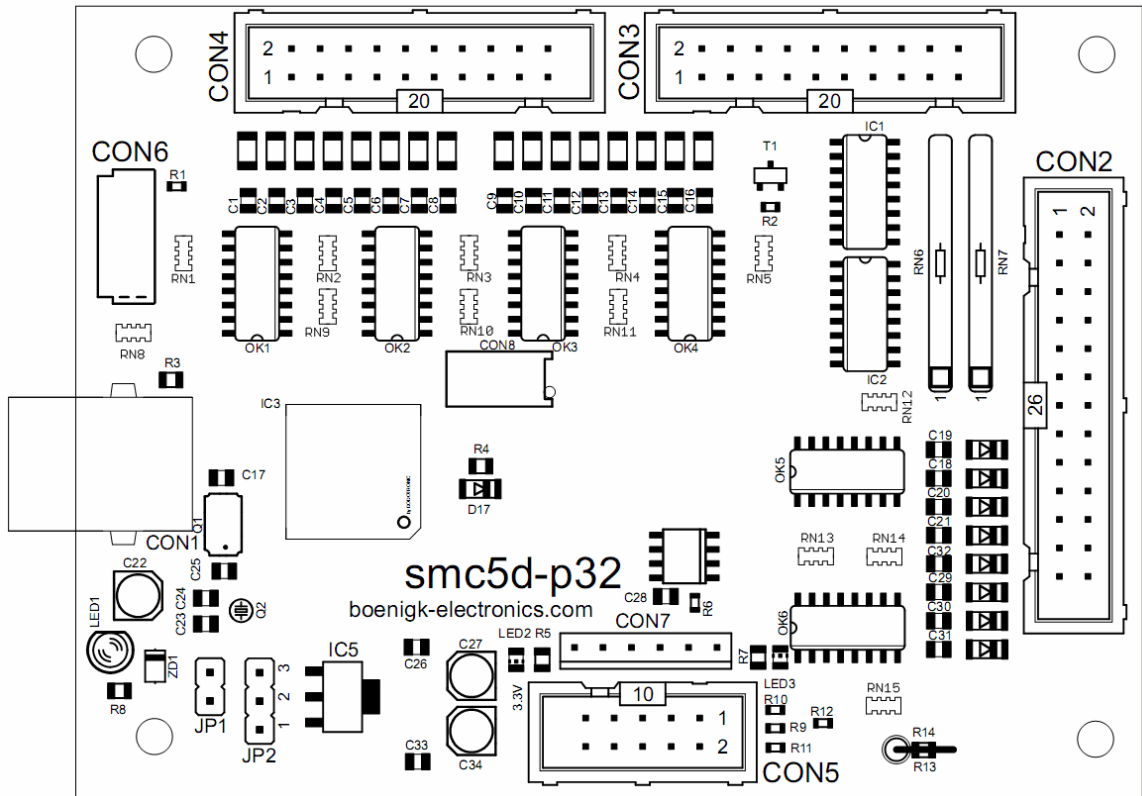 CON4
2
1
20
CON3
2
1
20
CON6
R1
C1
C2
C3
C4
C5
C6
C7
C8
C9
C10
C11
C12
C13
C14
C15
C16
T1
R2
IC1
CON2
1 2
26
RN1
RN2
RN3
RN4
RN5
RN6
RN7
RN8
RN9
RN10
RN11
OK1
OK2
CON8
OK3
OK4
IC2
RN12
1
1
R3
IC3
R4
D17
C17
Q1
CON1
C25
OK5
C19
C18
C20
C21
C32
C29
C30
C31
RN13
RN14
smc5d-p32
boenigk-electronics.com
C22
LED1
C24
C23
Q2
C28
R6
OK6
CON7
ZD1
R8
JP1
3
2
1
JP2
IC5
C26
C27
LED2
R5
3.3V
R7
LED3
C33
C34
10
1
2
CON5
R10
R9
R11
R12
RN15
R14
R13